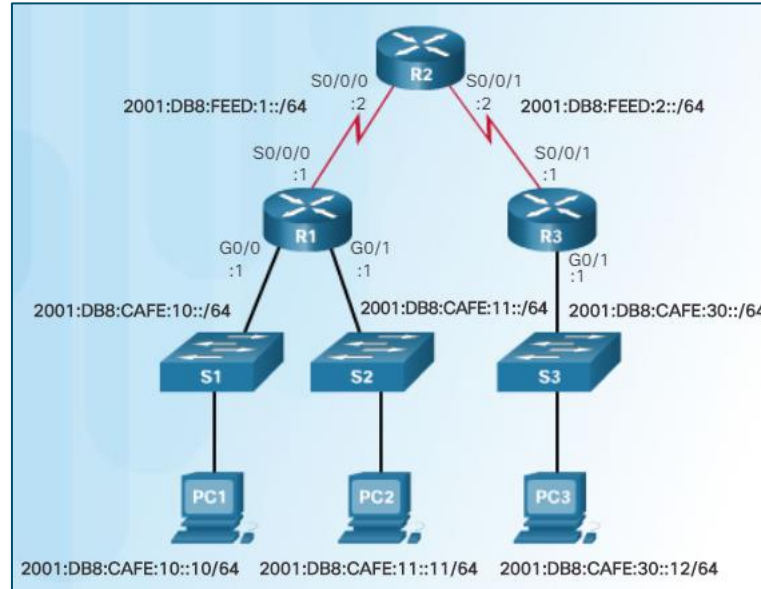 R2
S0/0/0
:2
S0/0/1
:2
2001:DB8:FEED:1::/64
2001:DB8:FEED:2::/64
S0/0/0
:1
S0/0/1
:1
R1
R3
G0/0
:1
G0/1
:1
G0/1
:1
2001:DB8:CAFE:10::/64
2001:DB8:CAFE:11::/64
2001:DB8:CAFE:30::/64
S1
S2
S3
PC1
PC2
PC3
2001:DB8:CAFE:10::10/64
2001:DB8:CAFE:11::11/64
2001:DB8:CAFE:30::12/64